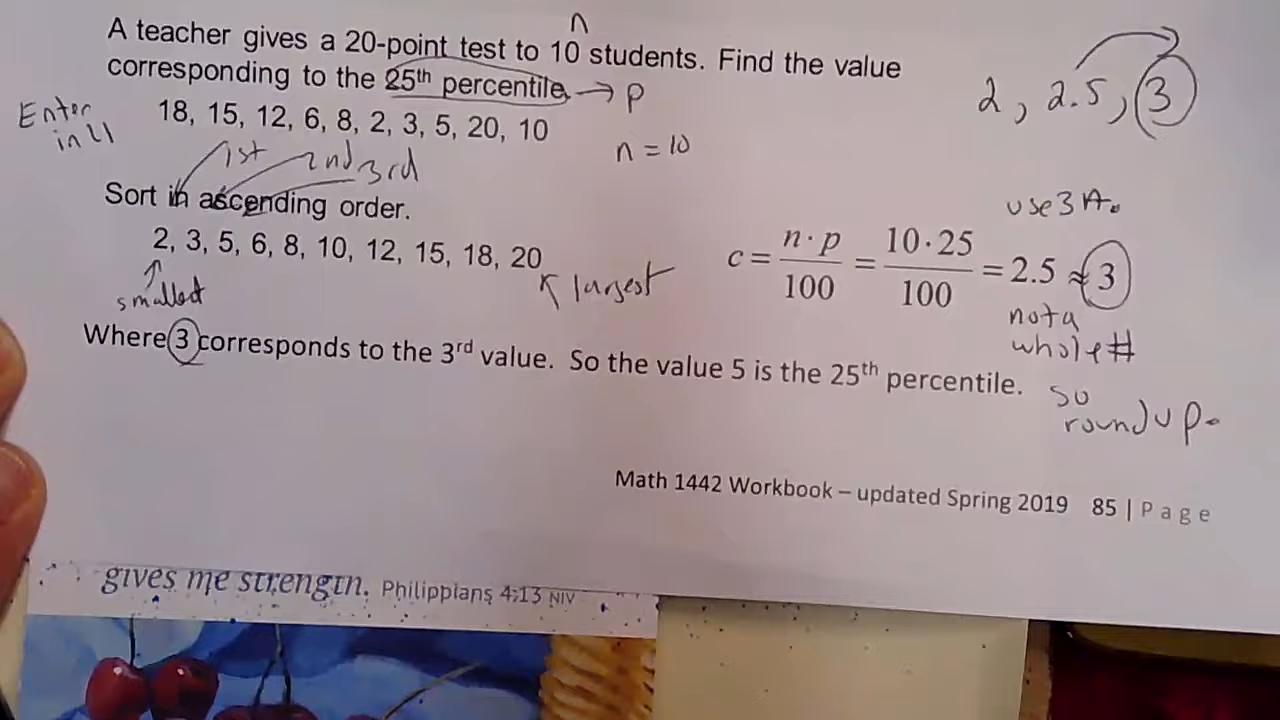 n
A teacher gives a 20-point test to 10 students. Find the value
corresponding to the 25th percentile. → p
2, 2.5, 3
Enter
in L1
18, 15, 12, 6, 8, 2, 3, 5, 20, 10
n = 10
1st 2nd 3rd
Sort in ascending order.
use 3A.
2, 3, 5, 6, 8, 10, 12, 15, 18, 20
c = n·p/100 = 10·25/100 = 2.5 ≈ 3
smallest
largest
not a
whole #
Where 3 corresponds to the 3rd value. So the value 5 is the 25th percentile.
so
round up.
Math 1442 Workbook – updated Spring 2019 85 | Page
gives me strength. Philippians 4:13 NIV